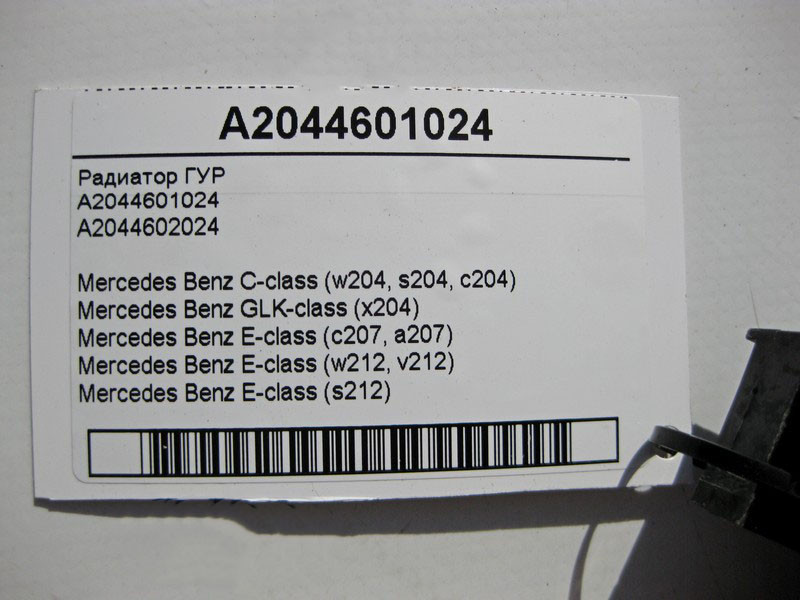 A2044601024
Радиатор ГУР
A2044601024
A2044602024
Mercedes Benz C-class (w204, s204, c204)
Mercedes Benz GLK-class (x204)
Mercedes Benz E-class (c207, a207)
Mercedes Benz E-class (w212, v212)
Mercedes Benz E-class (s212)